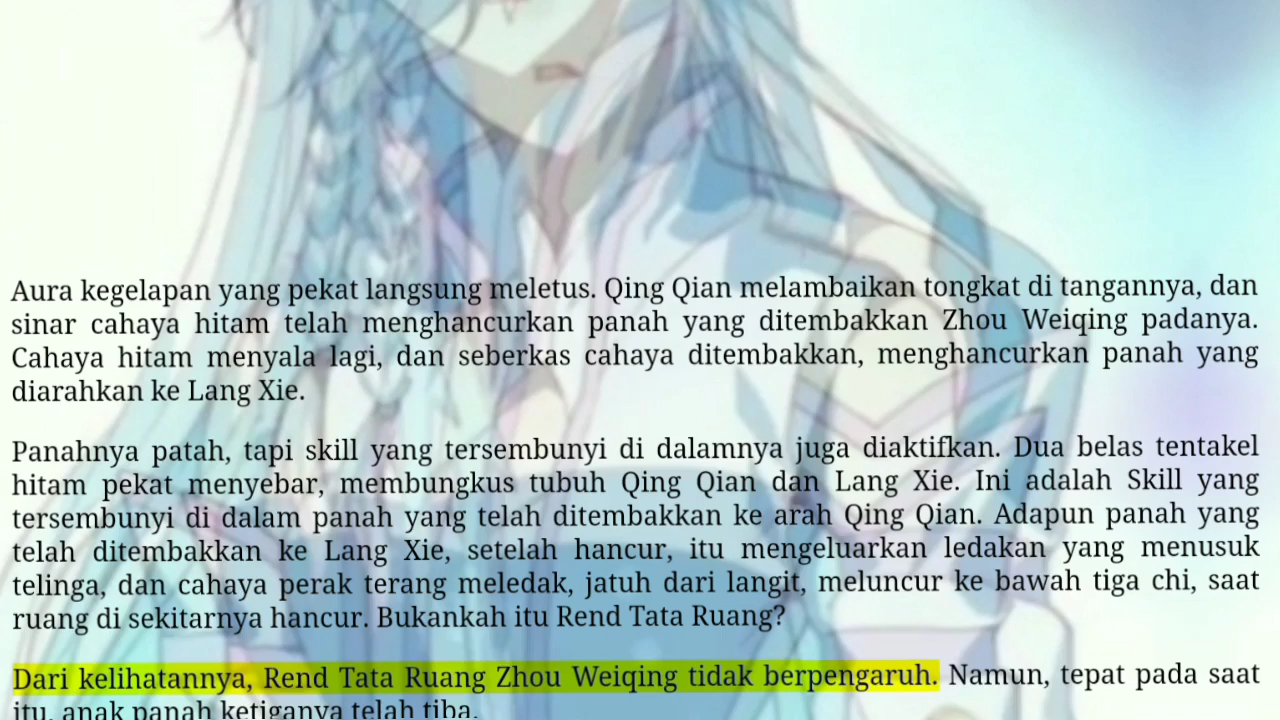 Aura kegelapan yang pekat langsung meletus. Qing Qian melambaikan tongkat di tangannya, dan
sinar cahaya hitam telah menghancurkan panah yang ditembakkan Zhou Weiqing padanya.
Cahaya hitam menyala lagi, dan seberkas cahaya ditembakkan, menghancurkan panah yang
diarahkan ke Lang Xie.
Panahnya patah, tapi skill yang tersembunyi di dalamnya juga diaktifkan. Dua belas tentakel
hitam pekat menyebar, membungkus tubuh Qing Qian dan Lang Xie. Ini adalah Skill yang
tersembunyi di dalam panah yang telah ditembakkan ke arah Qing Qian. Adapun panah yang
telah ditembakkan ke Lang Xie, setelah hancur, itu mengeluarkan ledakan yang menusuk
telinga, dan cahaya perak terang meledak, jatuh dari langit, meluncur ke bawah tiga chi, saat
ruang di sekitarnya hancur. Bukankah itu Rend Tata Ruang?
Dari kelihatannya, Rend Tata Ruang Zhou Weiqing tidak berpengaruh. Namun, tepat pada saat
itu, anak panah ketiganya telah tiba.